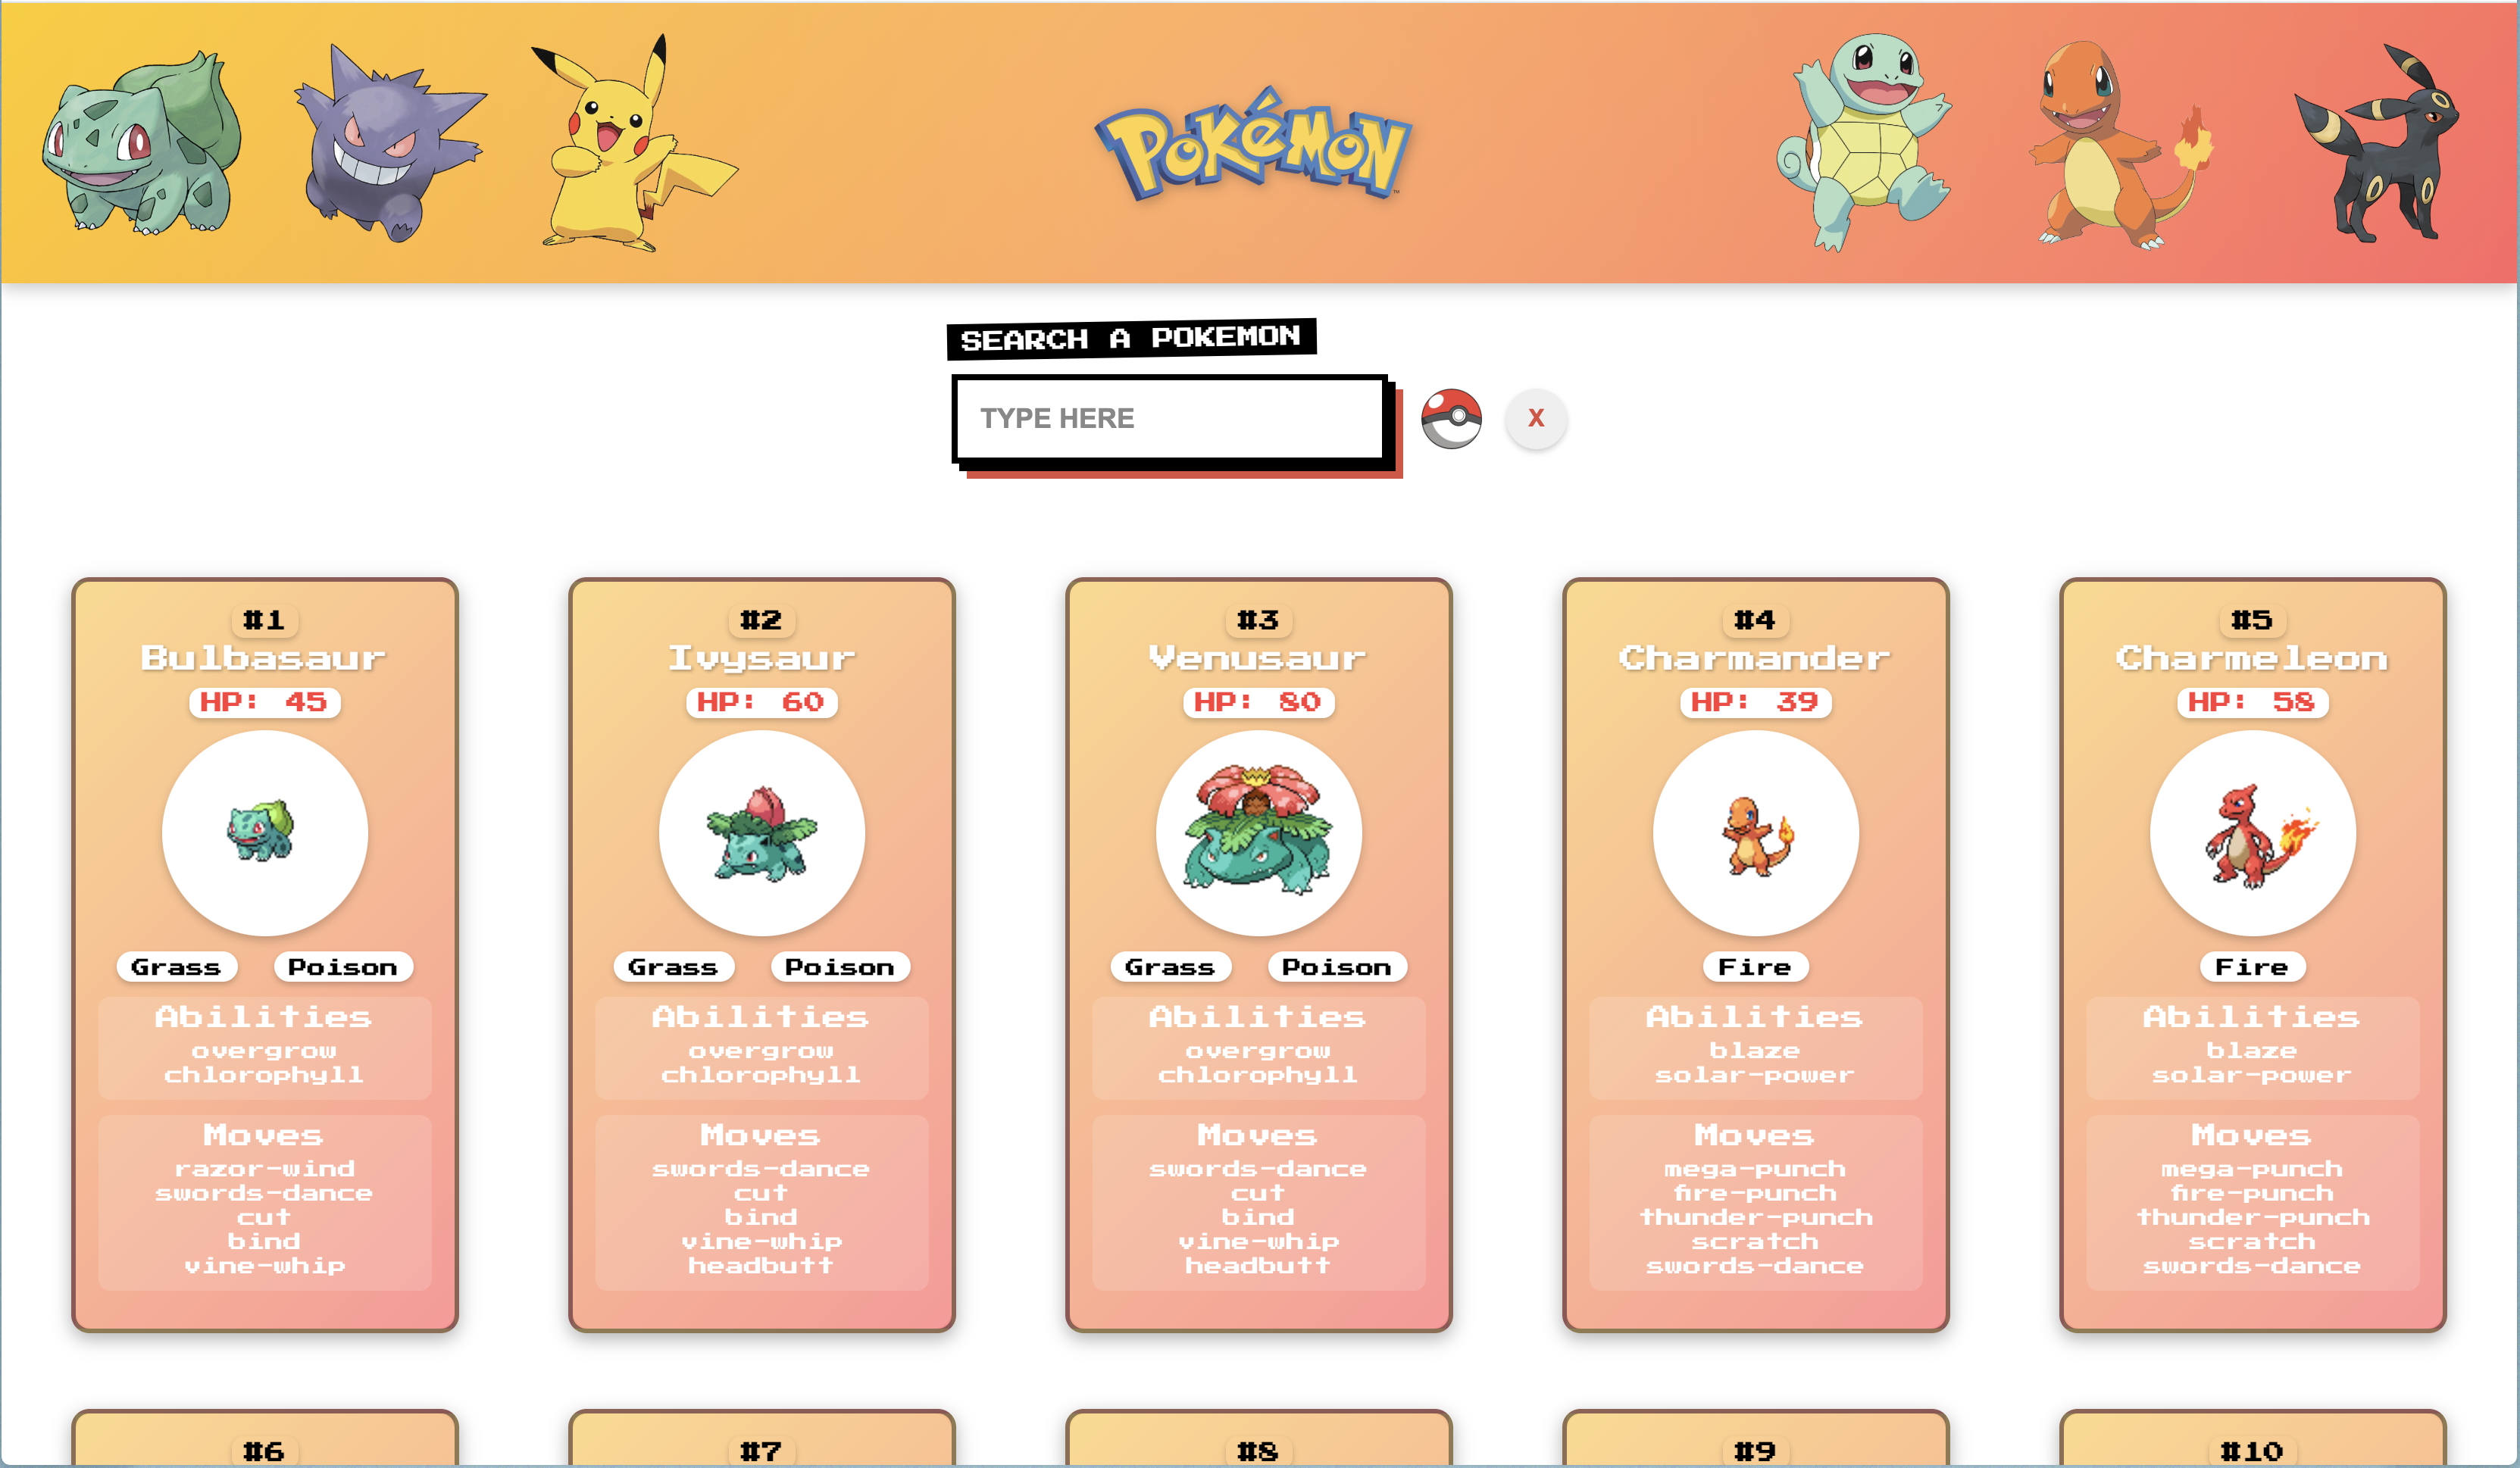 Pokémon
TM
SEARCH A POKEMON
TYPE HERE
X
#1
Bulbasaur
HP: 45
Grass Poison
Abilities
overgrow
chlorophyll
Moves
razor-wind
swords-dance
cut
bind
vine-whip
#2
Ivysaur
HP: 60
Grass Poison
Abilities
overgrow
chlorophyll
Moves
swords-dance
cut
bind
vine-whip
headbutt
#3
Venusaur
HP: 80
Grass Poison
Abilities
overgrow
chlorophyll
Moves
swords-dance
cut
bind
vine-whip
headbutt
#4
Charmander
HP: 39
Fire
Abilities
blaze
solar-power
Moves
mega-punch
fire-punch
thunder-punch
scratch
swords-dance
#5
Charmeleon
HP: 58
Fire
Abilities
blaze
solar-power
Moves
mega-punch
fire-punch
thunder-punch
scratch
swords-dance
#6
#7
#8
#9
#10